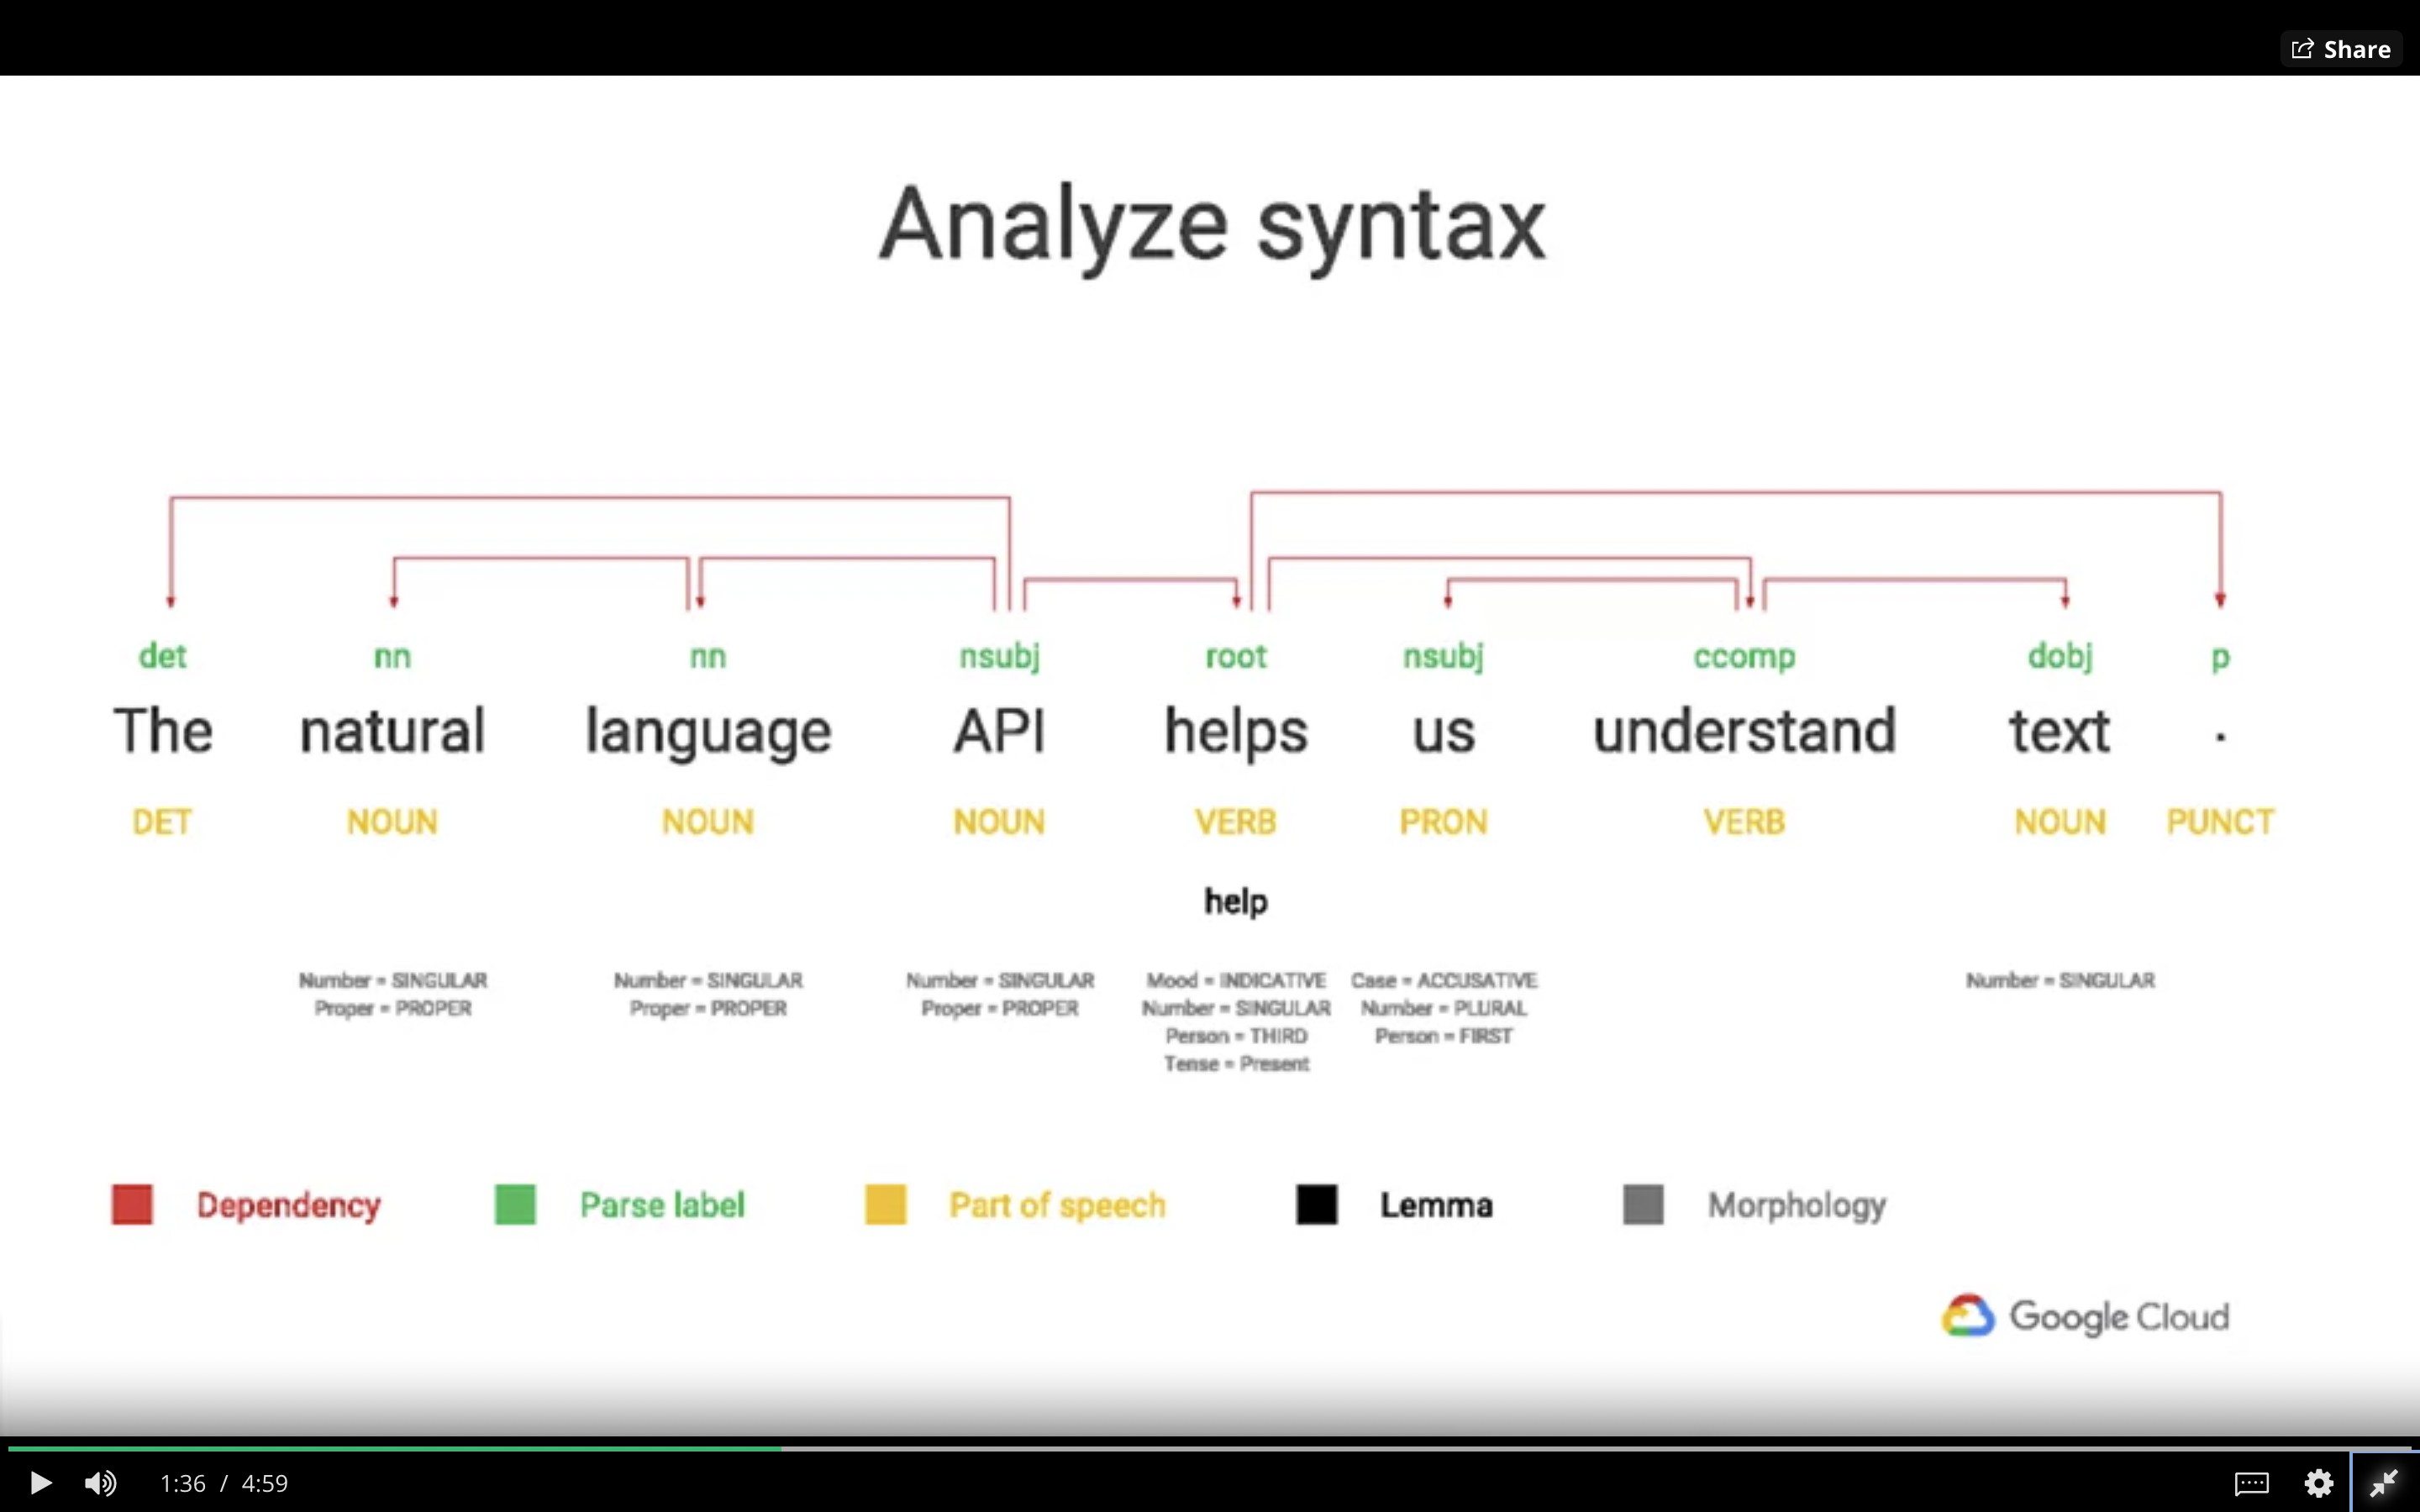 Share
Analyze syntax
det nn nn nsubj root nsubj ccomp dobj p
The natural language API helps us understand text .
DET NOUN NOUN NOUN VERB PRON VERB NOUN PUNCT
help
Number = SINGULAR Number = SINGULAR Number = SINGULAR Mood = INDICATIVE Case = ACCUSATIVE Number = SINGULAR
Proper = PROPER Proper = PROPER Proper = PROPER Number = SINGULAR Number = PLURAL
Person = THIRD Person = FIRST
Tense = Present
Dependency Parse label Part of speech Lemma Morphology
Google Cloud
1:36 / 4:59